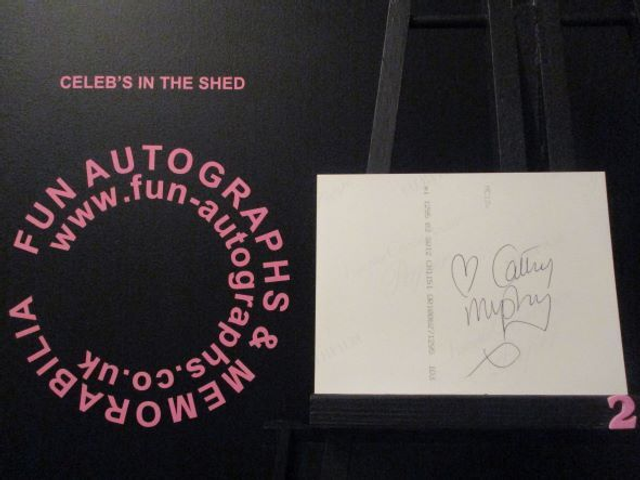 CELEB'S IN THE SHED
FUN AUTOGRAPHS & MEMORABILIA
www.fun-autographs.co.uk
♡ Cathy
Murphy
x
2